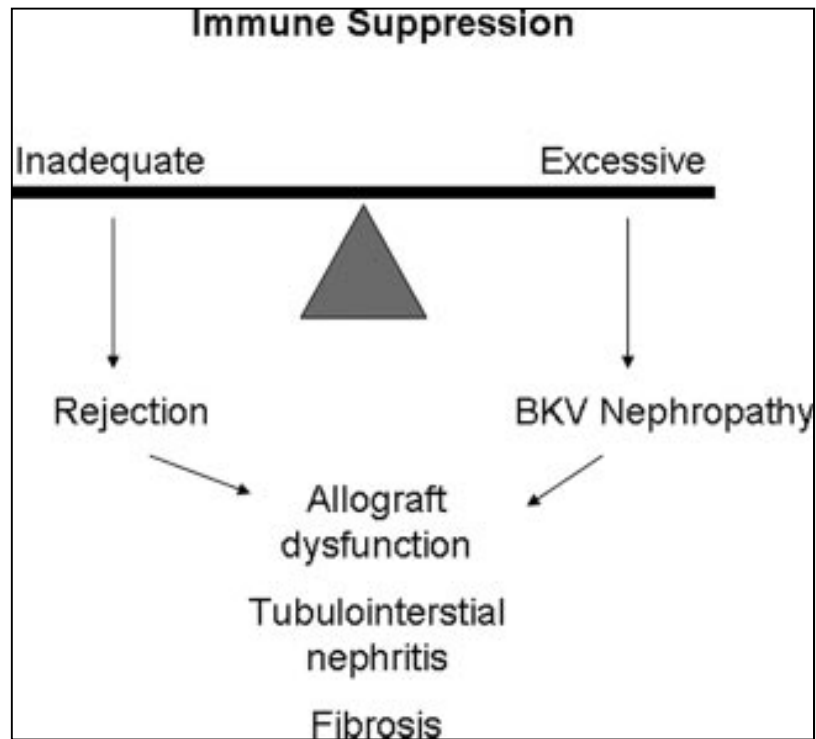 Immune Suppression
Inadequate
Excessive
Rejection
BKV Nephropathy
Allograft
dysfunction
Tubulointerstial
nephritis
Fibrosis